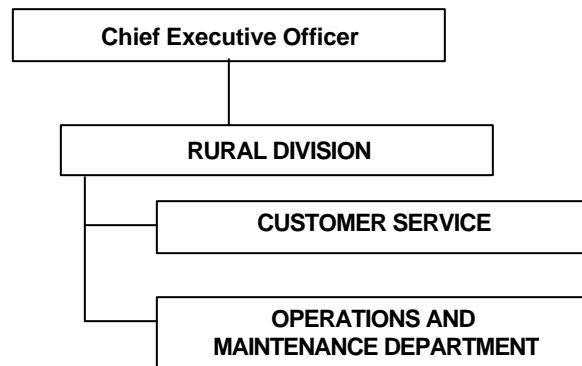 Chief Executive Officer
RURAL DIVISION
CUSTOMER SERVICE
OPERATIONS AND
MAINTENANCE DEPARTMENT